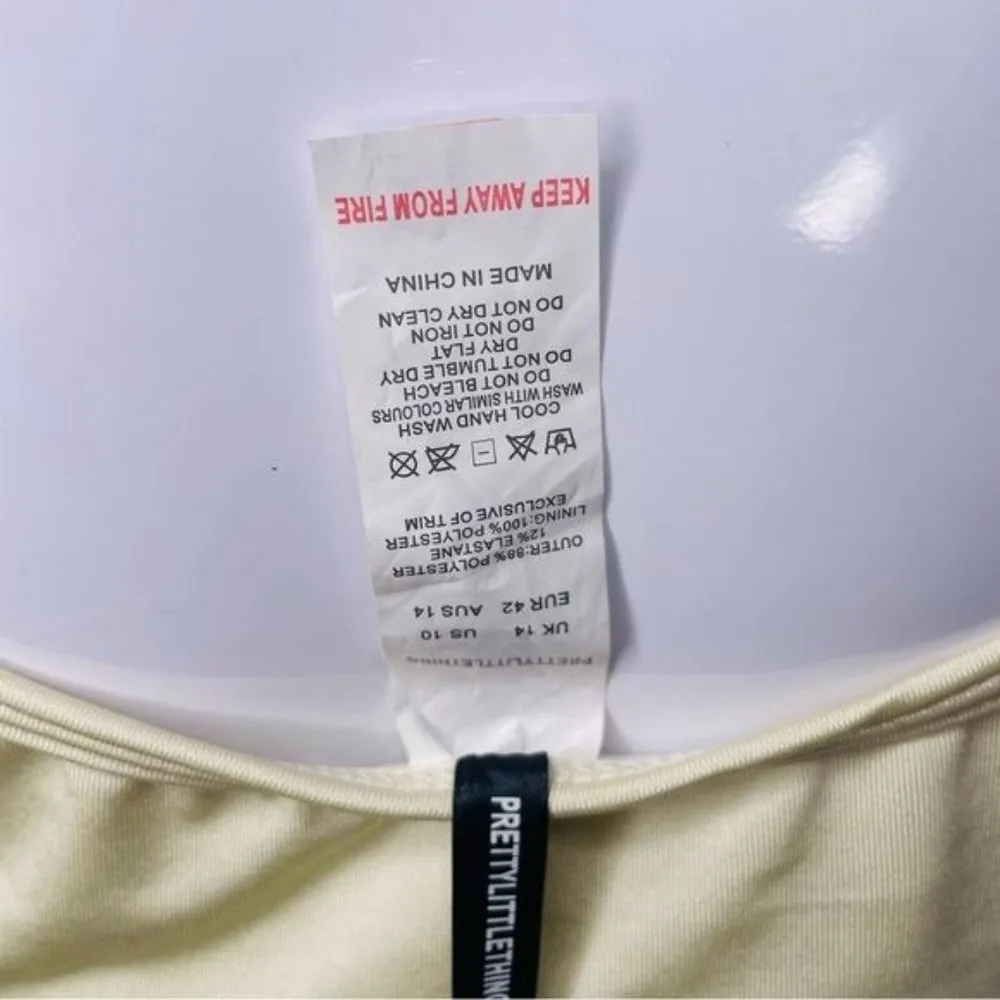 PRETTYLITTLETHING
UK 14 US 10
EUR 42 AUS 14
OUTER:88% POLYESTER
12% ELASTANE
LINING:100% POLYESTER
EXCLUSIVE OF TRIM
COOL HAND WASH
WASH WITH SIMILAR COLOURS
DO NOT BLEACH
DO NOT TUMBLE DRY
DRY FLAT
DO NOT IRON
DO NOT DRY CLEAN
MADE IN CHINA
KEEP AWAY FROM FIRE
PRETTYLITTLETHING